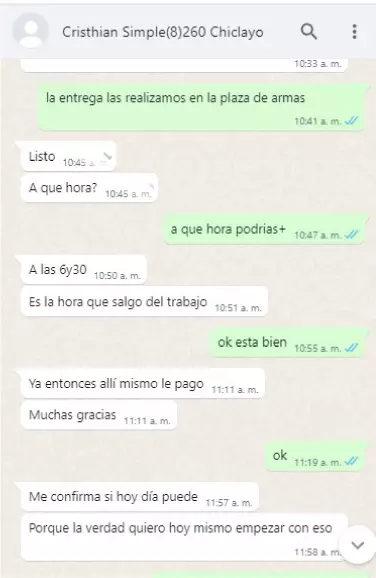 Cristhian Simple(8)260 Chiclayo
10:33 a. m.
la entrega las realizamos en la plaza de armas
10:41 a. m.
Listo 10:45 a. m.
A que hora? 10:45 a. m.
a que hora podrias+ 10:47 a. m.
A las 6y30 10:50 a. m.
Es la hora que salgo del trabajo 10:51 a. m.
ok esta bien 10:55 a. m.
Ya entonces allí mismo le pago 11:11 a. m.
Muchas gracias 11:11 a. m.
ok 11:19 a. m.
Me confirma si hoy día puede 11:57 a. m.
Porque la verdad quiero hoy mismo empezar con eso
11:58 a. m.